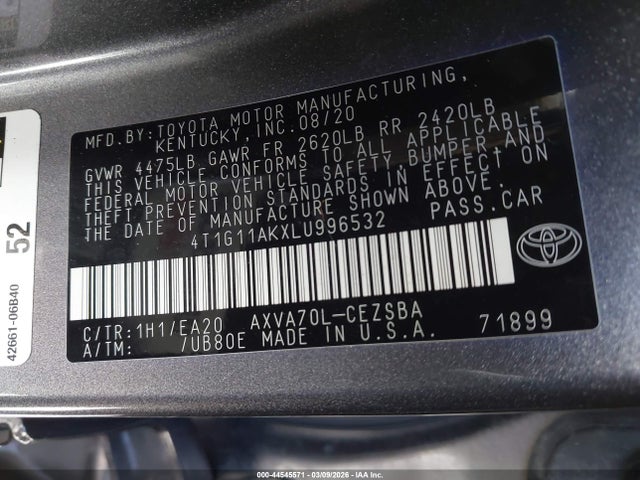 MFD.BY:TOYOTA MOTOR MANUFACTURING,
KENTUCKY,INC.08/20
GVWR 4475LB GAWR FR 2620LB RR 2420LB
THIS VEHICLE CONFORMS TO ALL APPLICABLE
FEDERAL MOTOR VEHICLE SAFETY BUMPER,AND
THEFT PREVENTION STANDARDS IN EFFECT ON
THE DATE OF MANUFACTURE SHOWN ABOVE.
4T1G11AKXLU996532 PASS.CAR
C/TR:1H1/EA20 AXVA70L-CEZSBA
A/TM: /UB80E MADE IN U.S.A. 71899
52
42661-06B40
000-44545571 | 03/09/2026 - IAA Inc.